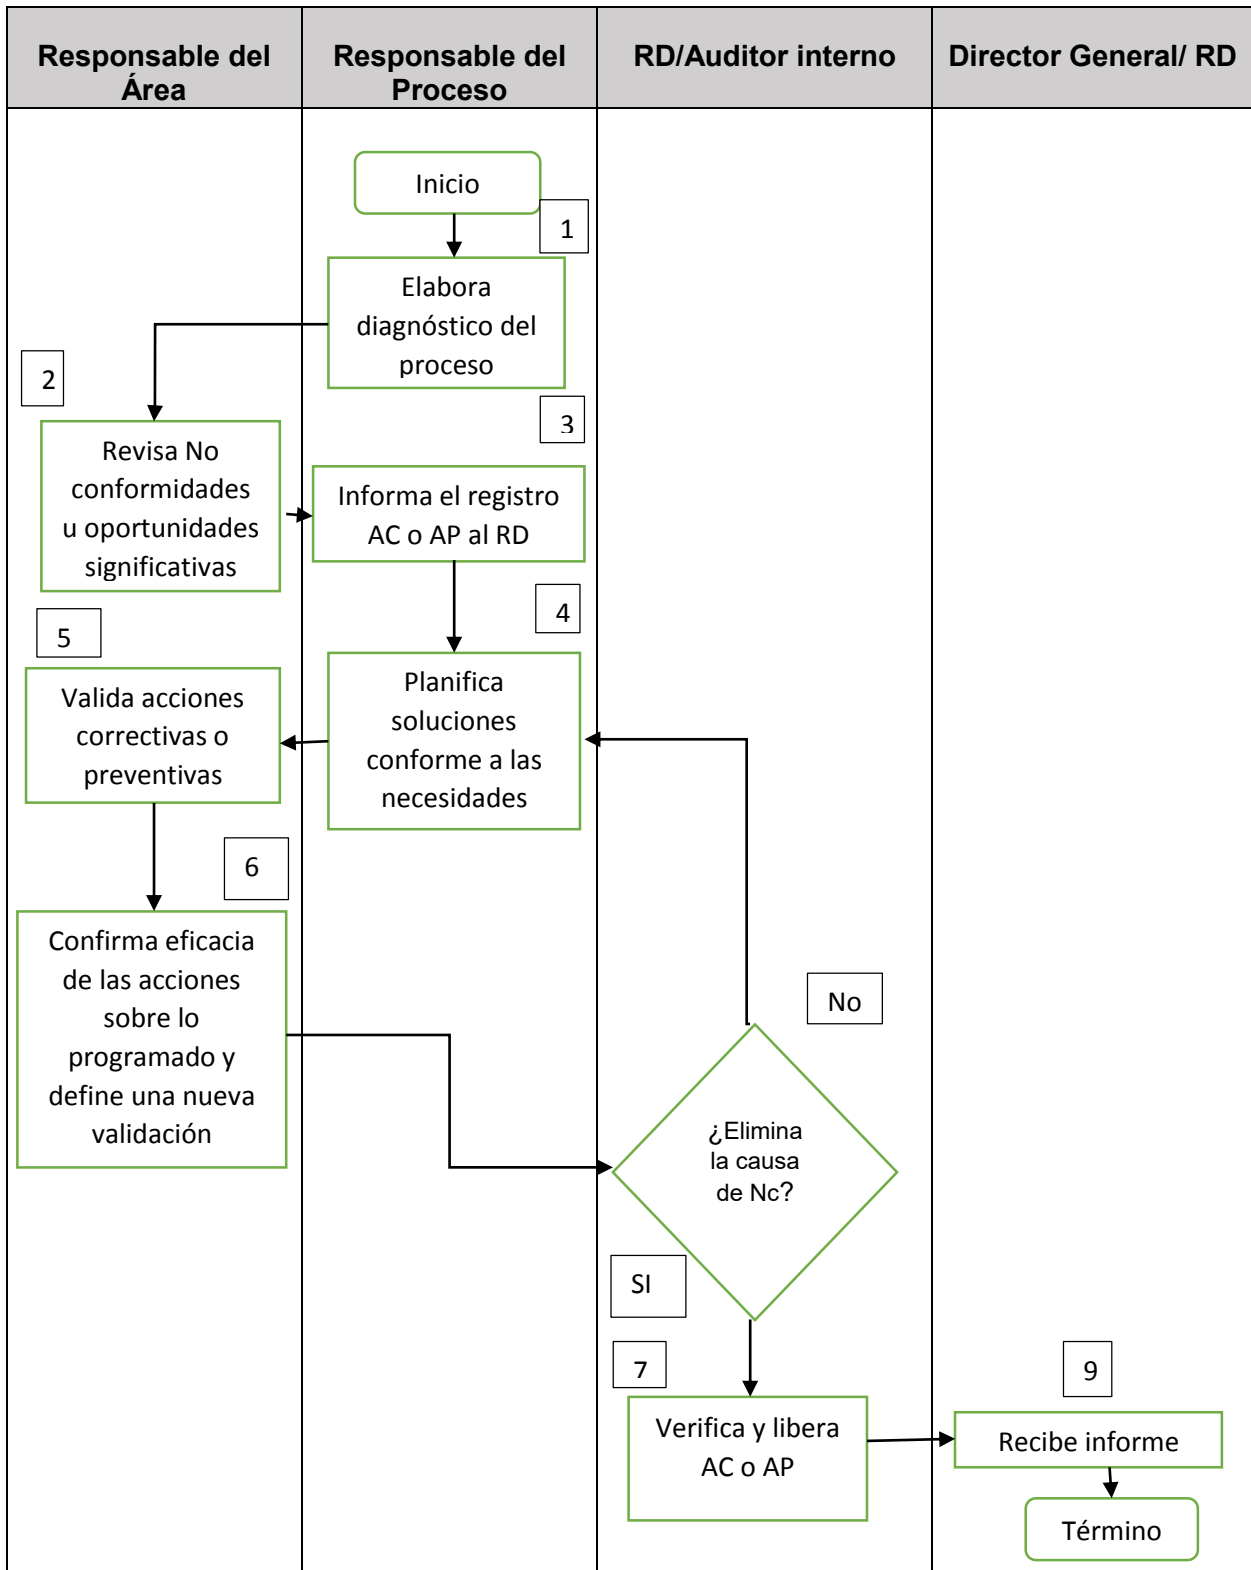 Responsable del
Área
Responsable del
Proceso
RD/Auditor interno
Director General/ RD
Inicio
1
Elabora
diagnóstico del
proceso
2
Revisa No
conformidades
u oportunidades
significativas
3
Informa el registro
AC o AP al RD
4
Planifica
soluciones
conforme a las
necesidades
5
Valida acciones
correctivas o
preventivas
6
Confirma eficacia
de las acciones
sobre lo
programado y
define una nueva
validación
No
¿Elimina
la causa
de Nc?
SI
7
Verifica y libera
AC o AP
9
Recibe informe
Término